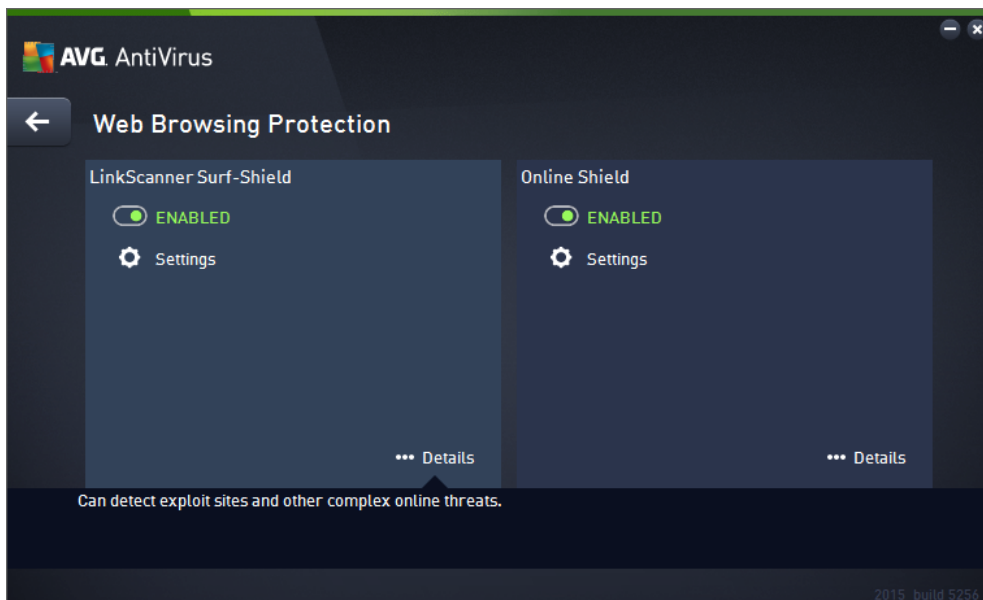 AVG. AntiVirus
Web Browsing Protection
LinkScanner Surf-Shield
ENABLED
Settings
••• Details
Online Shield
ENABLED
Settings
••• Details
Can detect exploit sites and other complex online threats.
2015 build 5256